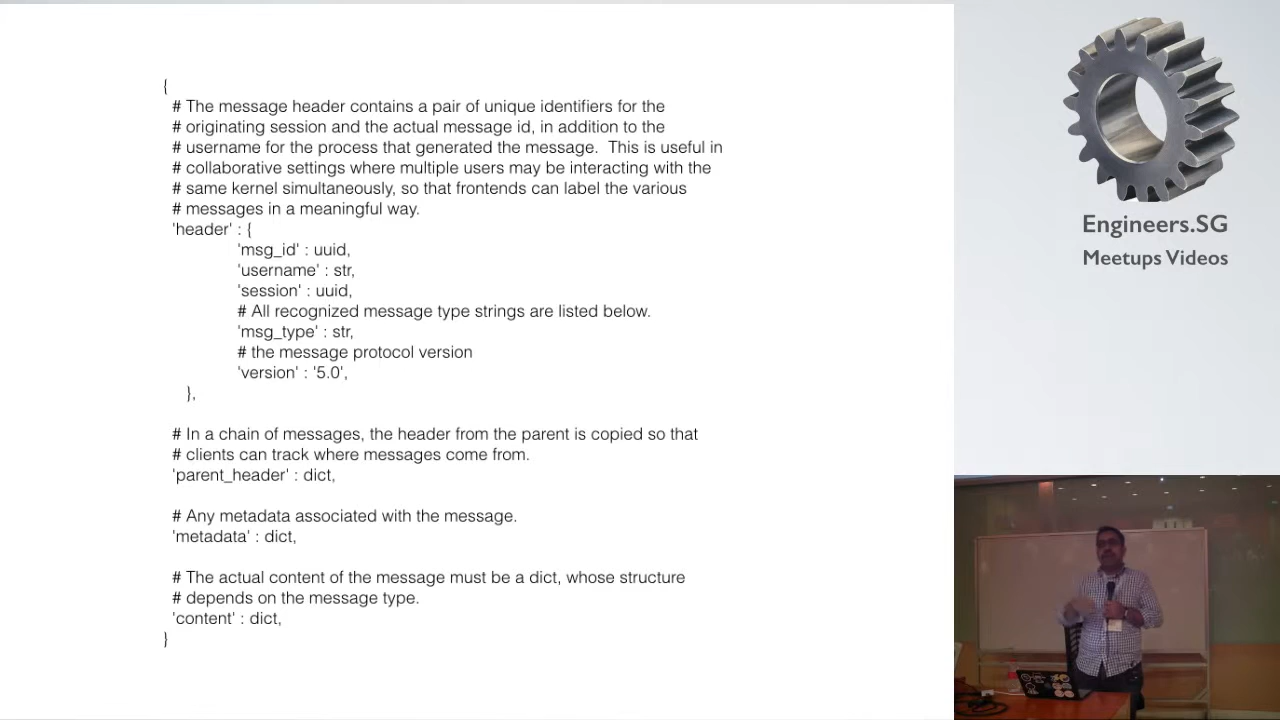 {
# The message header contains a pair of unique identifiers for the
# originating session and the actual message id, in addition to the
# username for the process that generated the message.  This is useful in
# collaborative settings where multiple users may be interacting with the
# same kernel simultaneously, so that frontends can label the various
# messages in a meaningful way.
'header' : {
'msg_id' : uuid,
'username' : str,
'session' : uuid,
# All recognized message type strings are listed below.
'msg_type' : str,
# the message protocol version
'version' : '5.0',
},
# In a chain of messages, the header from the parent is copied so that
# clients can track where messages come from.
'parent_header' : dict,
# Any metadata associated with the message.
'metadata' : dict,
# The actual content of the message must be a dict, whose structure
# depends on the message type.
'content' : dict,
}
Engineers.SG
Meetups Videos